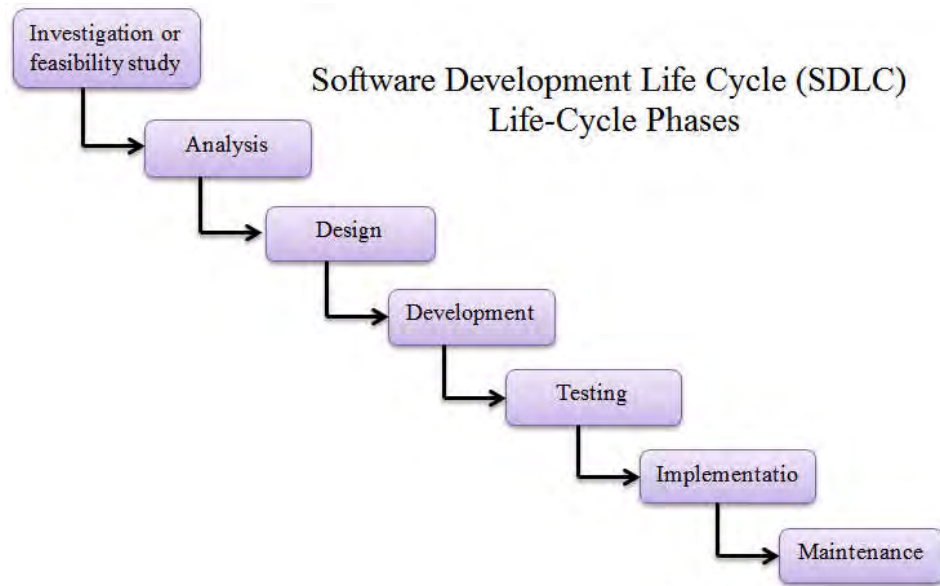 Investigation or
feasibility study
Software Development Life Cycle (SDLC)
Life-Cycle Phases
Analysis
Design
Development
Testing
Implementatio
Maintenance